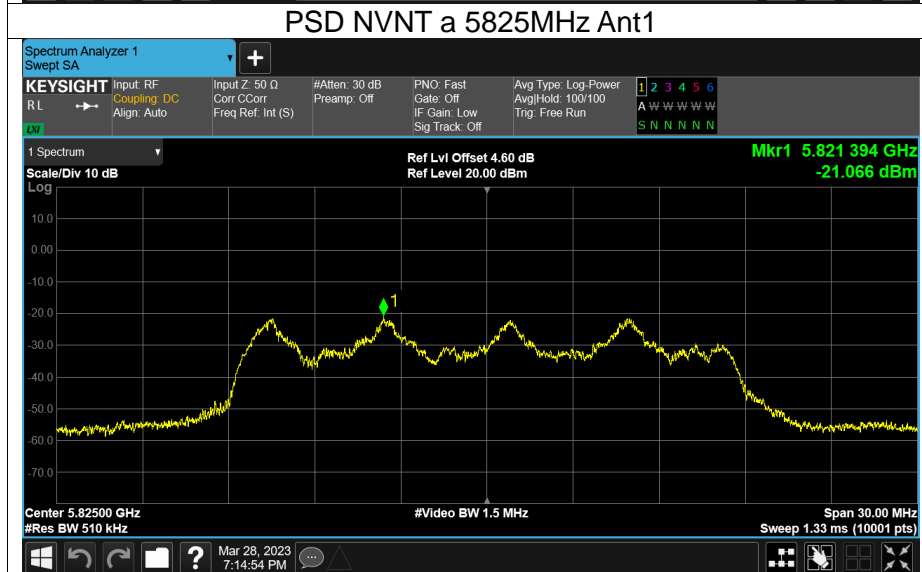 PSD NVNT a 5825MHz Ant1
Spectrum Analyzer 1
Swept SA
+
KEYSIGHT
R L
LXI
Input: RF
Coupling: DC
Align: Auto
Input Z: 50 Ω
Corr CCorr
Freq Ref: Int (S)
#Atten: 30 dB
Preamp: Off
PNO: Fast
Gate: Off
IF Gain: Low
Sig Track: Off
Avg Type: Log-Power
Avg|Hold: 100/100
Trig: Free Run
1 2 3 4 5 6
A W W W W W
S N N N N N
1 Spectrum
Scale/Div 10 dB
Ref Lvl Offset 4.60 dB
Ref Level 20.00 dBm
Mkr1 5.821 394 GHz
-21.066 dBm
Log
10.0
0.00
-10.0
-20.0
-30.0
-40.0
-50.0
-60.0
-70.0
1
Center 5.82500 GHz
#Res BW 510 kHz
#Video BW 1.5 MHz
Span 30.00 MHz
Sweep 1.33 ms (10001 pts)
?
Mar 28, 2023
7:14:54 PM